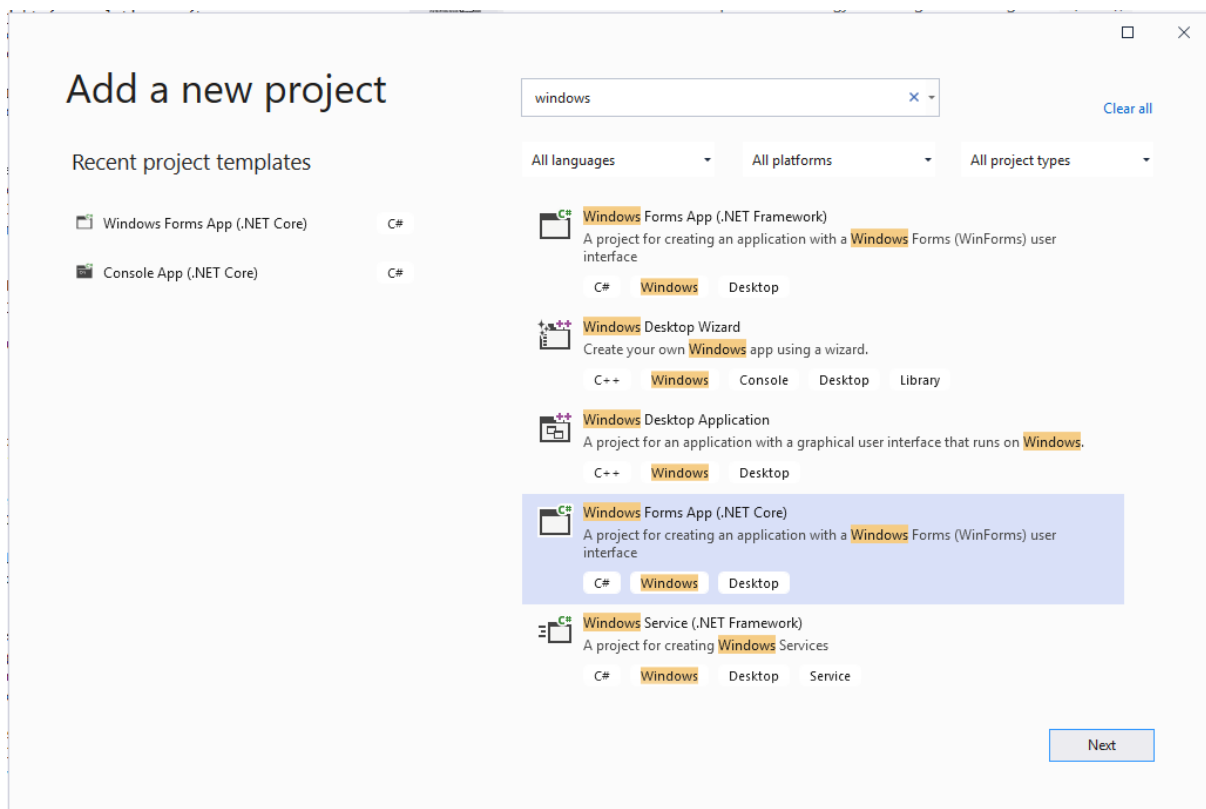 Add a new project
windows
Clear all
Recent project templates
All languages
All platforms
All project types
Windows Forms App (.NET Core)
C#
Console App (.NET Core)
C#
Windows Forms App (.NET Framework)
A project for creating an application with a Windows Forms (WinForms) user
interface
C# Windows Desktop
Windows Desktop Wizard
Create your own Windows app using a wizard.
C++ Windows Console Desktop Library
Windows Desktop Application
A project for an application with a graphical user interface that runs on Windows.
C++ Windows Desktop
Windows Forms App (.NET Core)
A project for creating an application with a Windows Forms (WinForms) user
interface
C# Windows Desktop
Windows Service (.NET Framework)
A project for creating Windows Services
C# Windows Desktop Service
Next